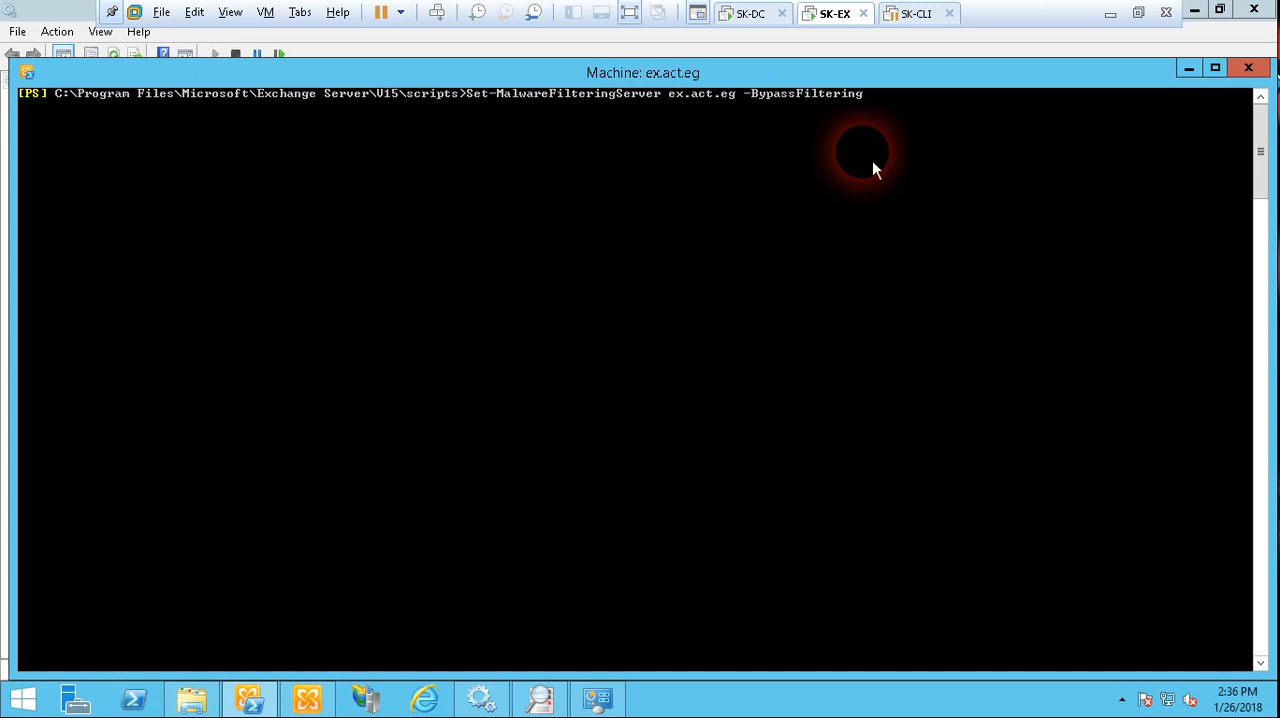 File Edit View VM Tabs Help SK-DC SK-EX SK-CLI
File Action View Help
Machine: ex.act.eg
[PS] C:\Program Files\Microsoft\Exchange Server\V15\scripts>Set-MalwareFilteringServer ex.act.eg -BypassFiltering
2:36 PM
1/26/2018